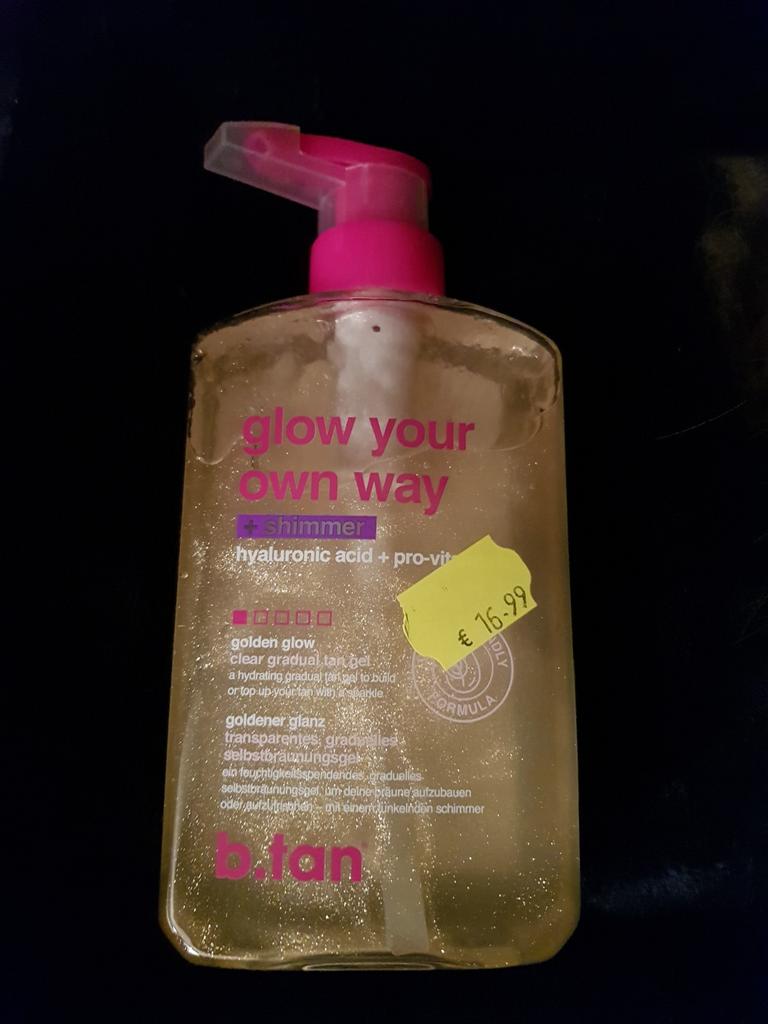 glow your
own way
+ shimmer
hyaluronic acid + pro-vit
€ 16.99
golden glow
clear gradual tan gel
a hydrating gradual tan gel to build
or top up your tan with a sparkle
FORMULA
goldener glanz
transparentes, graduelles
selbstbräunungsgel
ein feuchtigkeitsspendendes, graduelles
selbstbräunungsgel, um deine bräune aufzubauen
oder aufzufrischen – mit einem funkelnden schimmer
b.tan